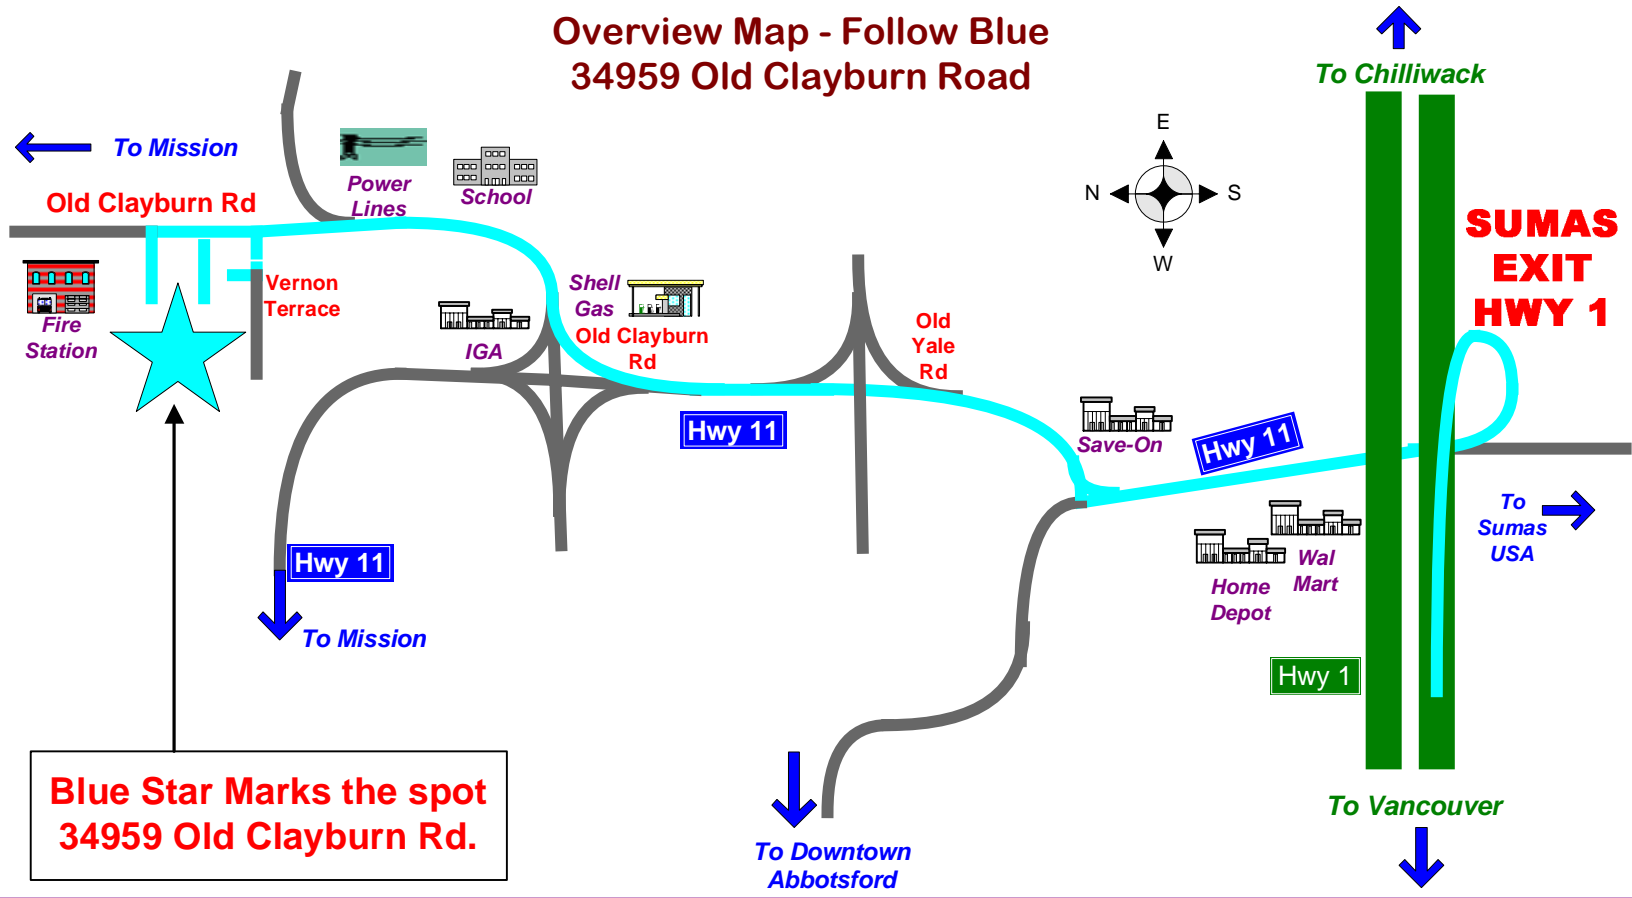 Overview Map - Follow Blue
34959 Old Clayburn Road
To Chilliwack
To Mission
Old Clayburn Rd
Power
Lines
School
E
N
S
W
SUMAS
EXIT
HWY 1
Vernon
Terrace
Fire
Station
Shell
Gas
IGA
Old Clayburn
Rd
Old
Yale
Rd
Hwy 11
Save-On
Hwy 11
To
Sumas
USA
Wal
Mart
Home
Depot
Hwy 11
To Mission
Hwy 1
Blue Star Marks the spot
34959 Old Clayburn Rd.
To Downtown
Abbotsford
To Vancouver